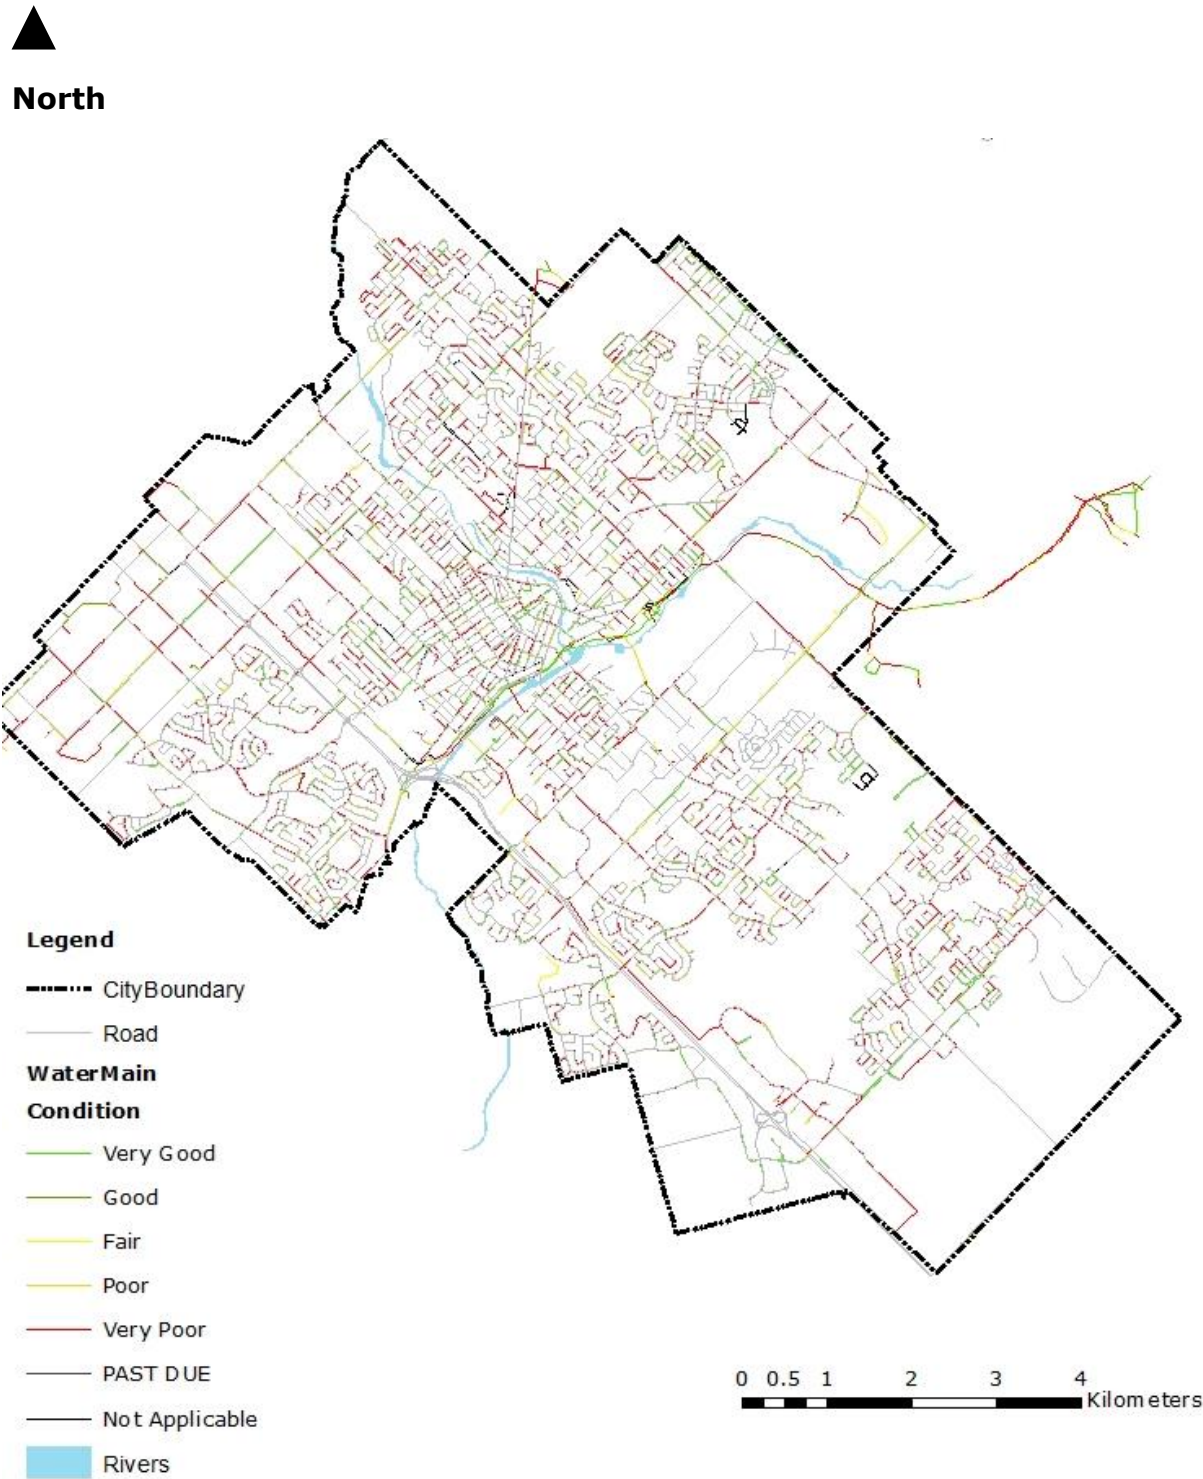 North
Legend
CityBoundary
Road
WaterMain
Condition
Very Good
Good
Fair
Poor
Very Poor
PAST DUE
Not Applicable
Rivers
0 0.5 1 2 3 4
Kilometers